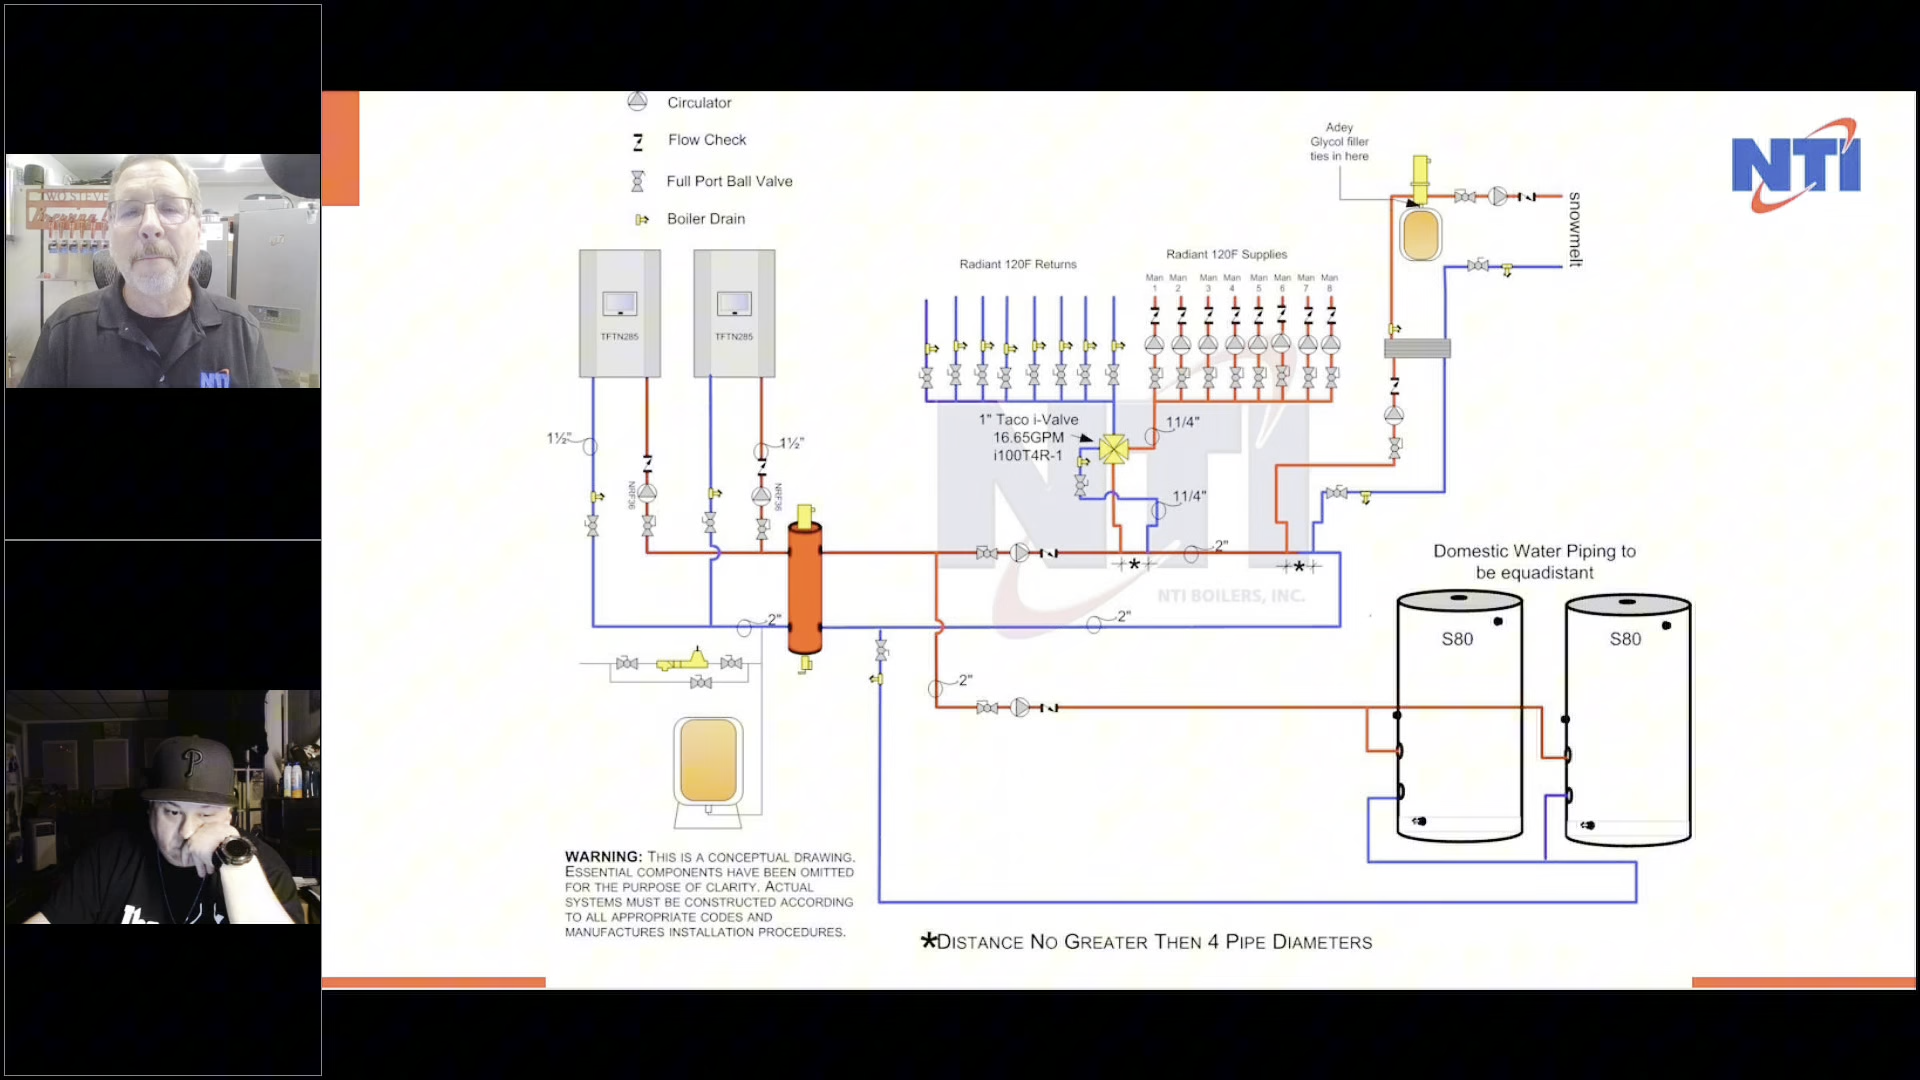 Circulator
Flow Check
Full Port Ball Valve
Boiler Drain
TFTN285
TFTN285
1½"
1½"
NRF36
NRF36
2"
Radiant 120F Returns
Radiant 120F Supplies
Man 1
Man 2
Man 3
Man 4
Man 5
Man 6
Man 7
Man 8
1" Taco i-Valve
16.65GPM
i100T4R-1
11/4"
11/4"
2"
*
*
2"
2"
NTI BOILERS, INC.
Adey
Glycol filler
ties in here
snowmelt
NTI
Domestic Water Piping to
be equadistant
S80
S80
WARNING: THIS IS A CONCEPTUAL DRAWING.
ESSENTIAL COMPONENTS HAVE BEEN OMITTED
FOR THE PURPOSE OF CLARITY. ACTUAL
SYSTEMS MUST BE CONSTRUCTED ACCORDING
TO ALL APPROPRIATE CODES AND
MANUFACTURES INSTALLATION PROCEDURES.
*DISTANCE NO GREATER THEN 4 PIPE DIAMETERS
NTI
P